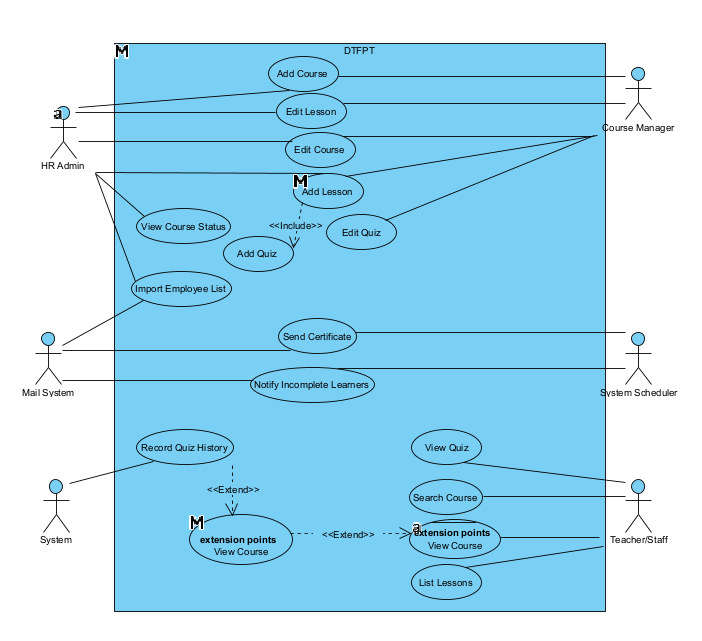 M
DTFPT
Add Course
a
Edit Lesson
Course Manager
HR Admin
Edit Course
M
Add Lesson
View Course Status
<<Include>>
Edit Quiz
Add Quiz
Import Employee List
Send Certificate
Mail System
Notify Incomplete Learners
System Scheduler
Record Quiz History
View Quiz
<<Extend>>
Search Course
M
a
extension points
View Course
<<Extend>>
extension points
View Course
System
Teacher/Staff
List Lessons